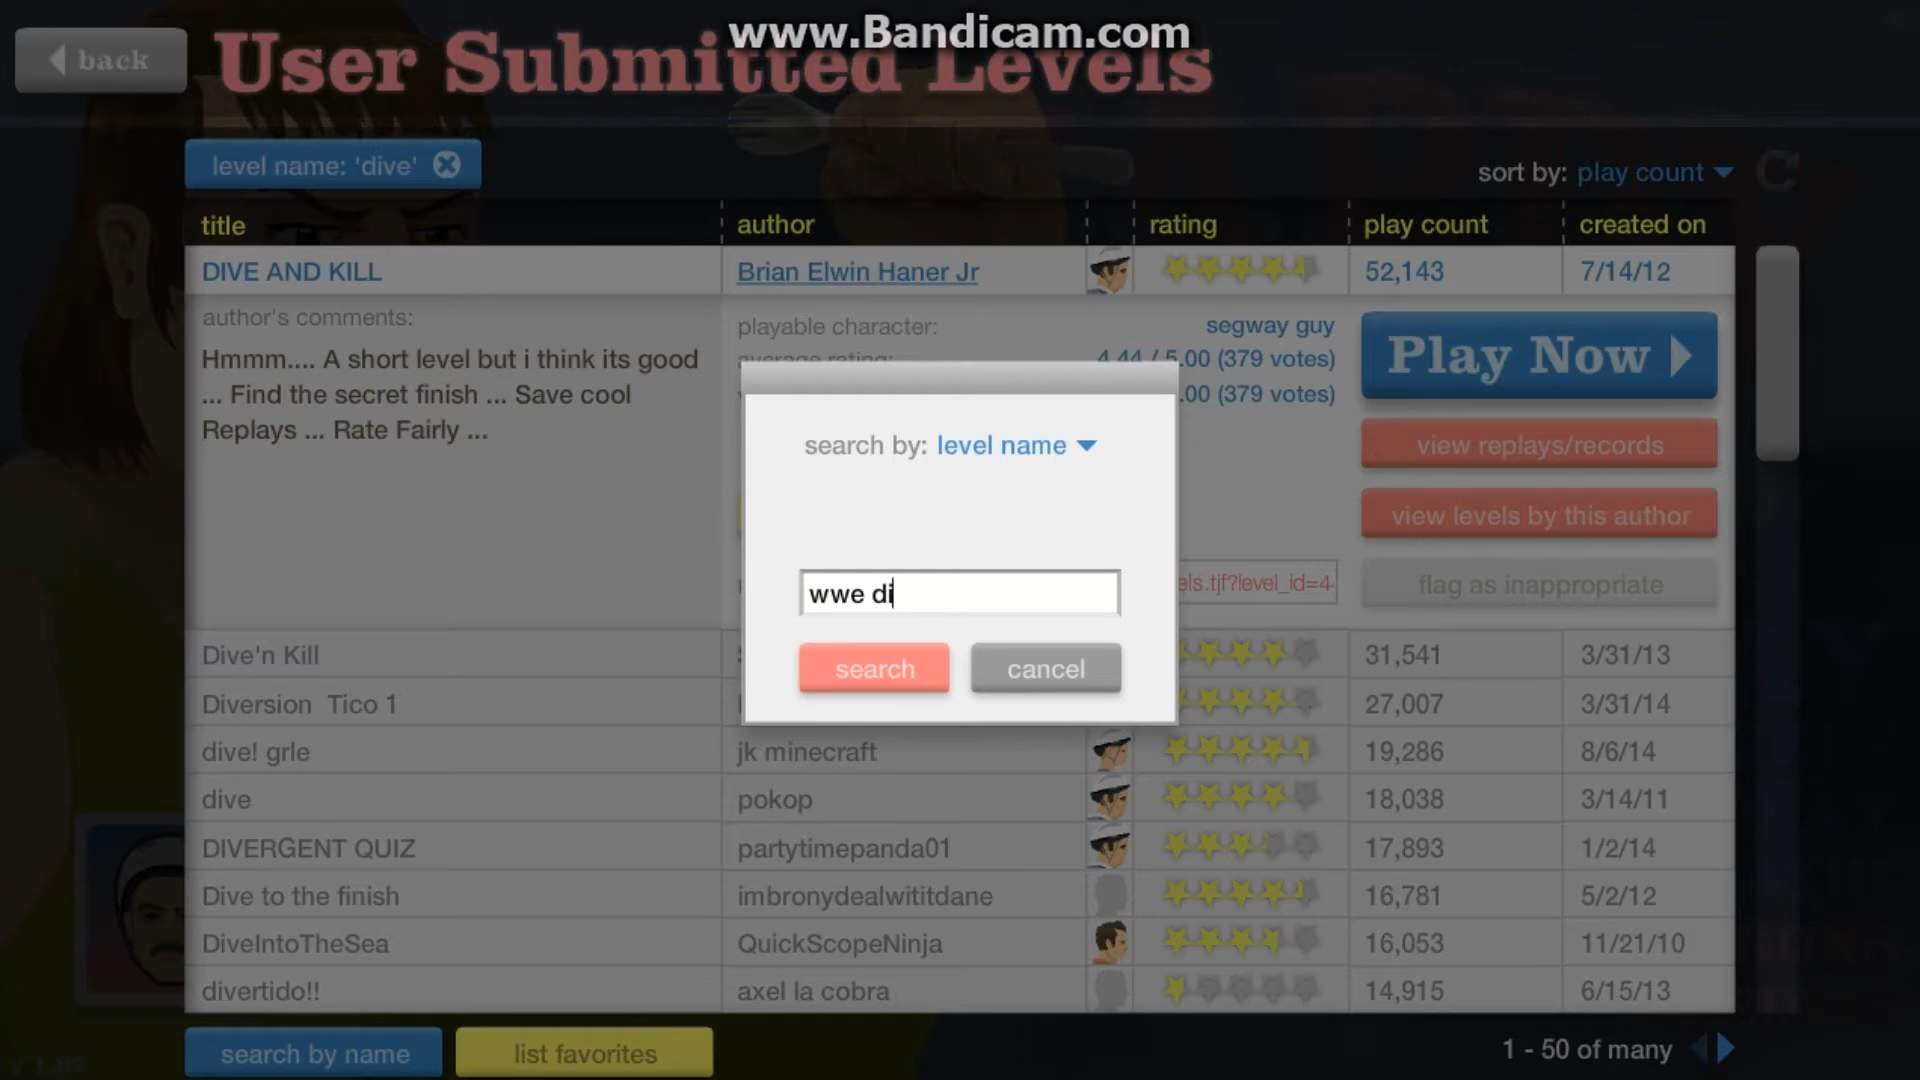 www.Bandicam.com
back
User Submitted Levels
level name: 'dive'
sort by: play count
title author rating play count created on
DIVE AND KILL Brian Elwin Haner Jr 52,143 7/14/12
author's comments:
Hmmm.... A short level but i think its good
... Find the secret finish ... Save cool
Replays ... Rate Fairly ...
playable character: segway guy
average rating: 4.44 / 5.00 (379 votes)
.00 (379 votes)
Play Now
view replays/records
view levels by this author
els.tjf?level_id=4
flag as inappropriate
search by: level name
wwe di
search cancel
Dive'n Kill 31,541 3/31/13
Diversion Tico 1 27,007 3/31/14
dive! grle jk minecraft 19,286 8/6/14
dive pokop 18,038 3/14/11
DIVERGENT QUIZ partytimepanda01 17,893 1/2/14
Dive to the finish imbronydealwititdane 16,781 5/2/12
DiveIntoTheSea QuickScopeNinja 16,053 11/21/10
divertido!! axel la cobra 14,915 6/15/13
search by name list favorites 1 - 50 of many